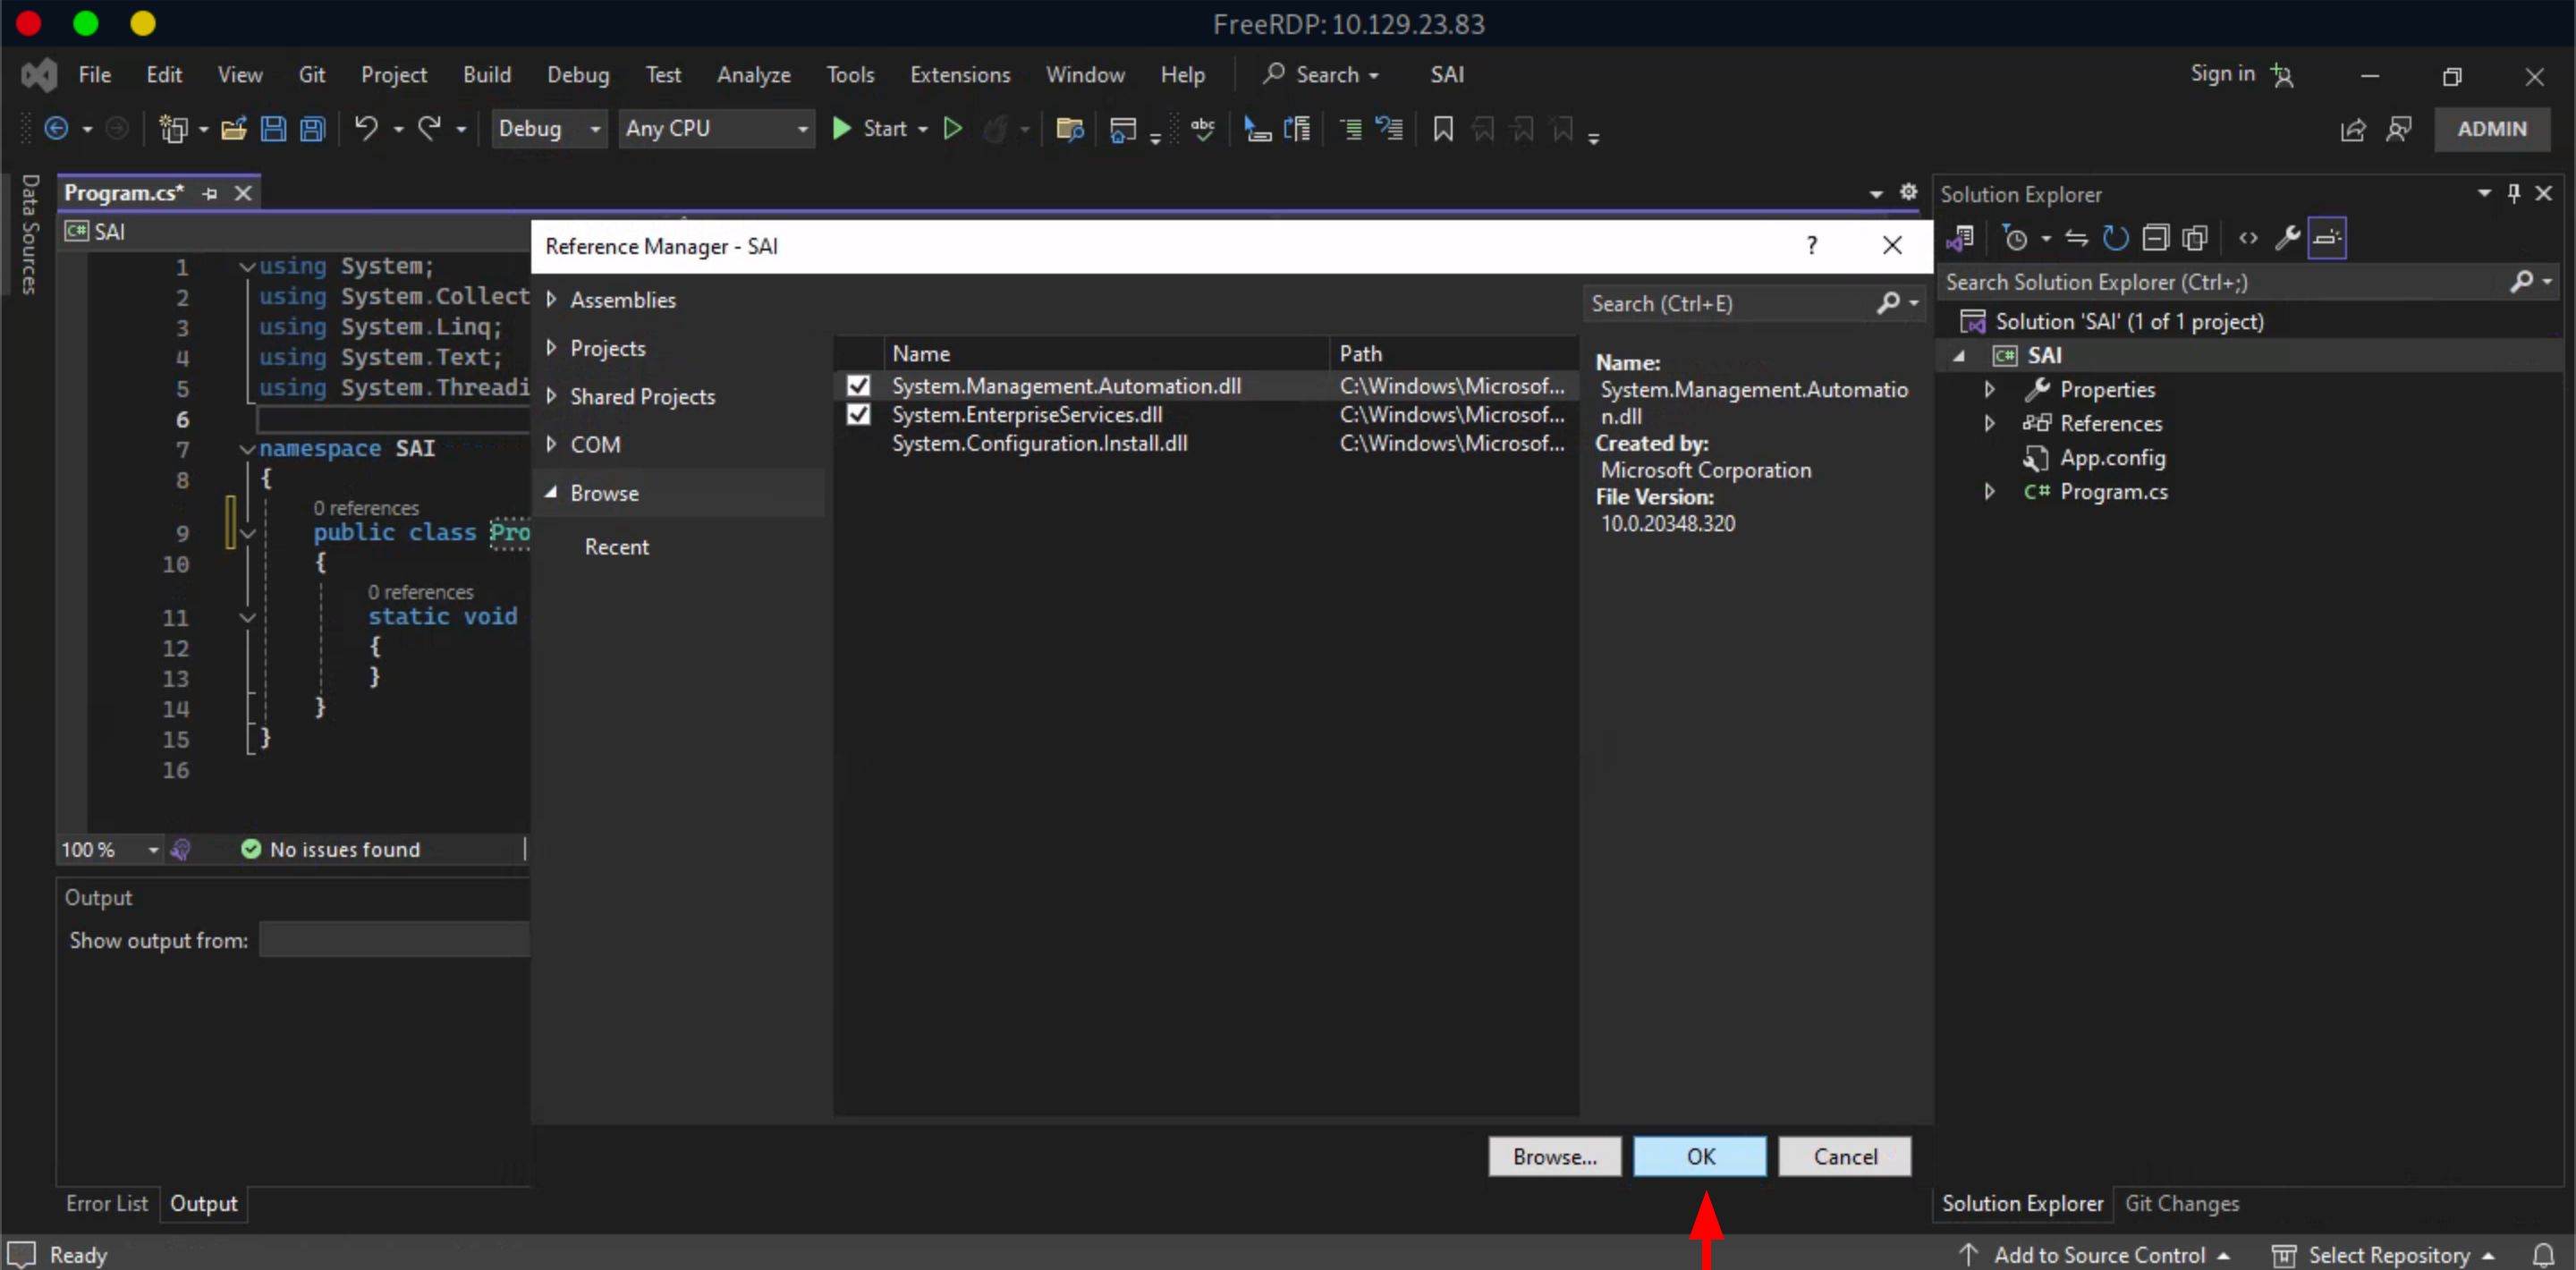 FreeRDP: 10.129.23.83
File Edit View Git Project Build Debug Test Analyze Tools Extensions Window Help Search SAI Sign in
Debug Any CPU Start abc ADMIN
Data Sources
Program.cs*
C# SAI
1 using System;
2 using System.Collect
3 using System.Linq;
4 using System.Text;
5 using System.Threadi
6
7 namespace SAI
8 {
0 references
9 public class Pro
10 {
0 references
11 static void
12 {
13 }
14 }
15 }
16
100 % No issues found
Output
Show output from:
Error List Output
Reference Manager - SAI ?
Assemblies
Projects
Shared Projects
COM
Browse
Recent
Name Path
System.Management.Automation.dll C:\Windows\Microsof...
System.EnterpriseServices.dll C:\Windows\Microsof...
System.Configuration.Install.dll C:\Windows\Microsof...
Search (Ctrl+E)
Name:
System.Management.Automatio
n.dll
Created by:
Microsoft Corporation
File Version:
10.0.20348.320
Browse... OK Cancel
Solution Explorer
Search Solution Explorer (Ctrl+;)
Solution 'SAI' (1 of 1 project)
C# SAI
Properties
References
App.config
C# Program.cs
Solution Explorer Git Changes
Ready Add to Source Control Select Repository